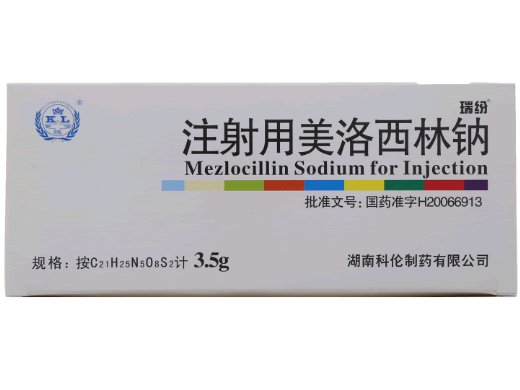 瑞纷
K L
注射用美洛西林钠
Mezlocillin Sodium for Injection
批准文号:国药准字H20066913
规格:按C21H25N5O8S2计 3.5g
湖南科伦制药有限公司